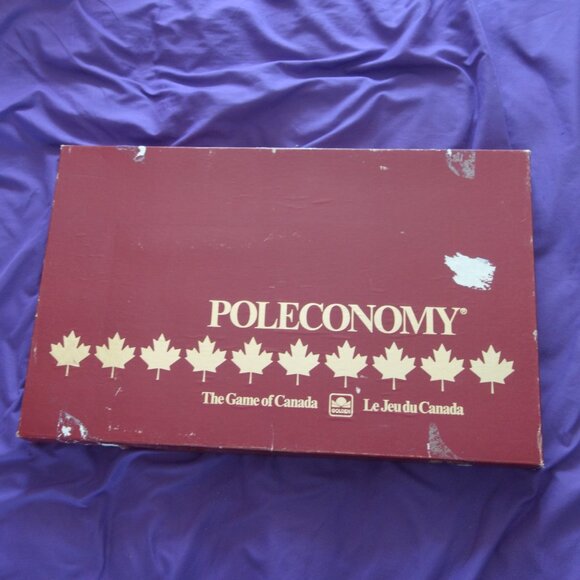 POLECONOMY®
The Game of Canada GOLDEN Le Jeu du Canada